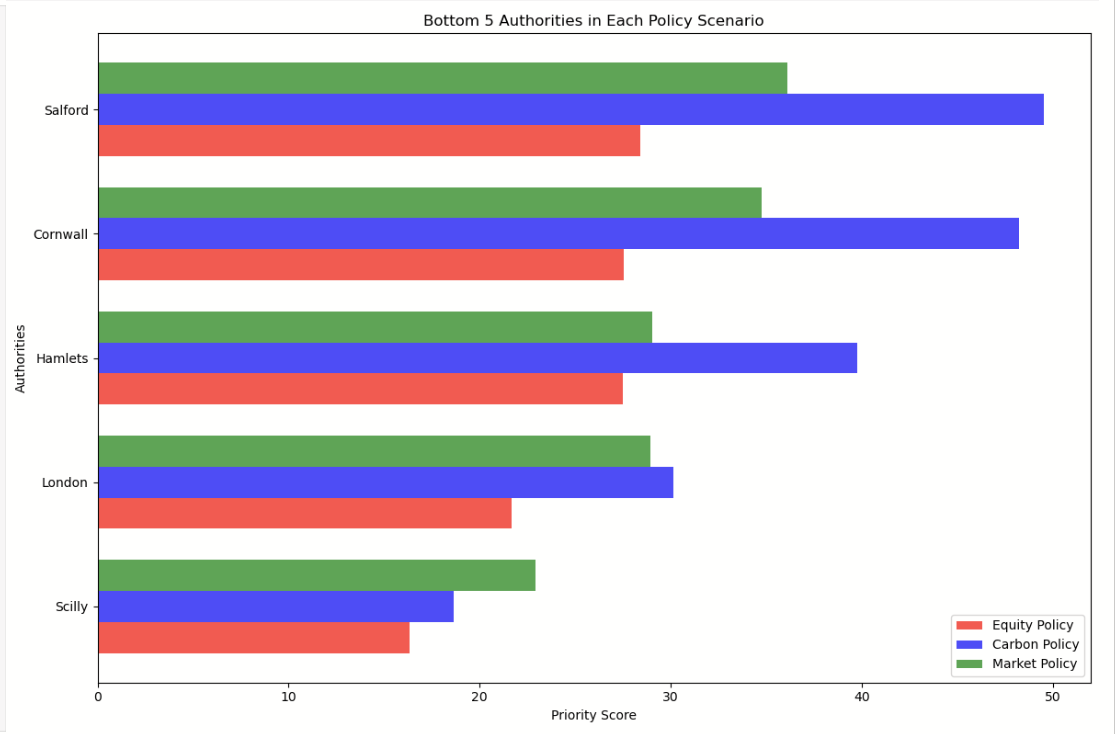 Bottom 5 Authorities in Each Policy Scenario
Authorities
Salford
Cornwall
Hamlets
London
Scilly
Equity Policy
Carbon Policy
Market Policy
0 10 20 30 40 50
Priority Score